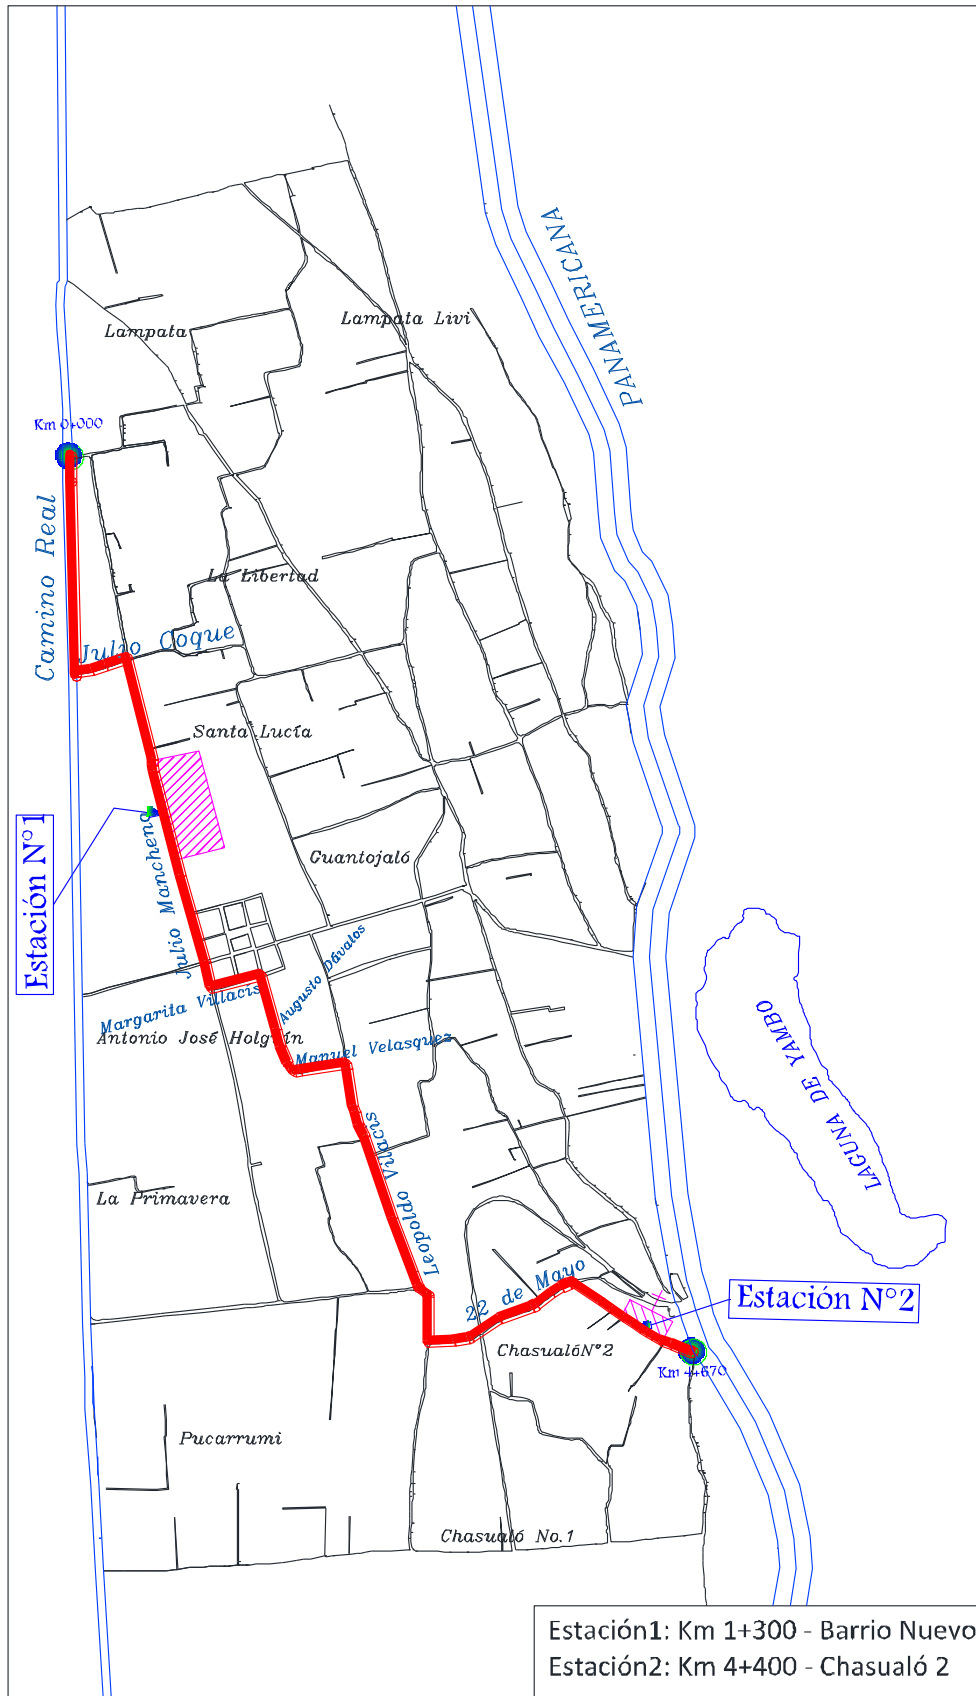 PANAMERICANA
Lampata Livi
Lampata
Km 0+000
Camino Real
La Libertad
Julio Coque
Santa Lucía
Estación N°1
Julio Mancheno
Guantojaló
Augusto Dávalos
Margarita Villacis
Antonio José Holguín
Manuel Velasquez
LAGUNA DE YAMBO
Leopoldo Villacis
La Primavera
22 de Mayo
Estación N°2
ChasualóN°2
Km 4+670
Pucarrumi
Chasualó No.1
Estación1: Km 1+300 - Barrio Nuevo
Estación2: Km 4+400 - Chasualó 2